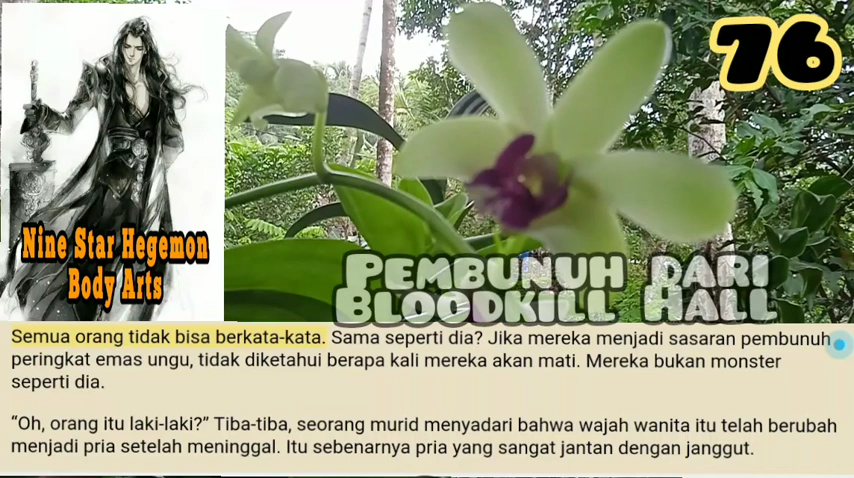 76
Nine Star Hegemon
Body Arts
PEMBUNUH DARI
BLOODKILL HALL
Semua orang tidak bisa berkata-kata. Sama seperti dia? Jika mereka menjadi sasaran pembunuh
peringkat emas ungu, tidak diketahui berapa kali mereka akan mati. Mereka bukan monster
seperti dia.
“Oh, orang itu laki-laki?” Tiba-tiba, seorang murid menyadari bahwa wajah wanita itu telah berubah
menjadi pria setelah meninggal. Itu sebenarnya pria yang sangat jantan dengan janggut.